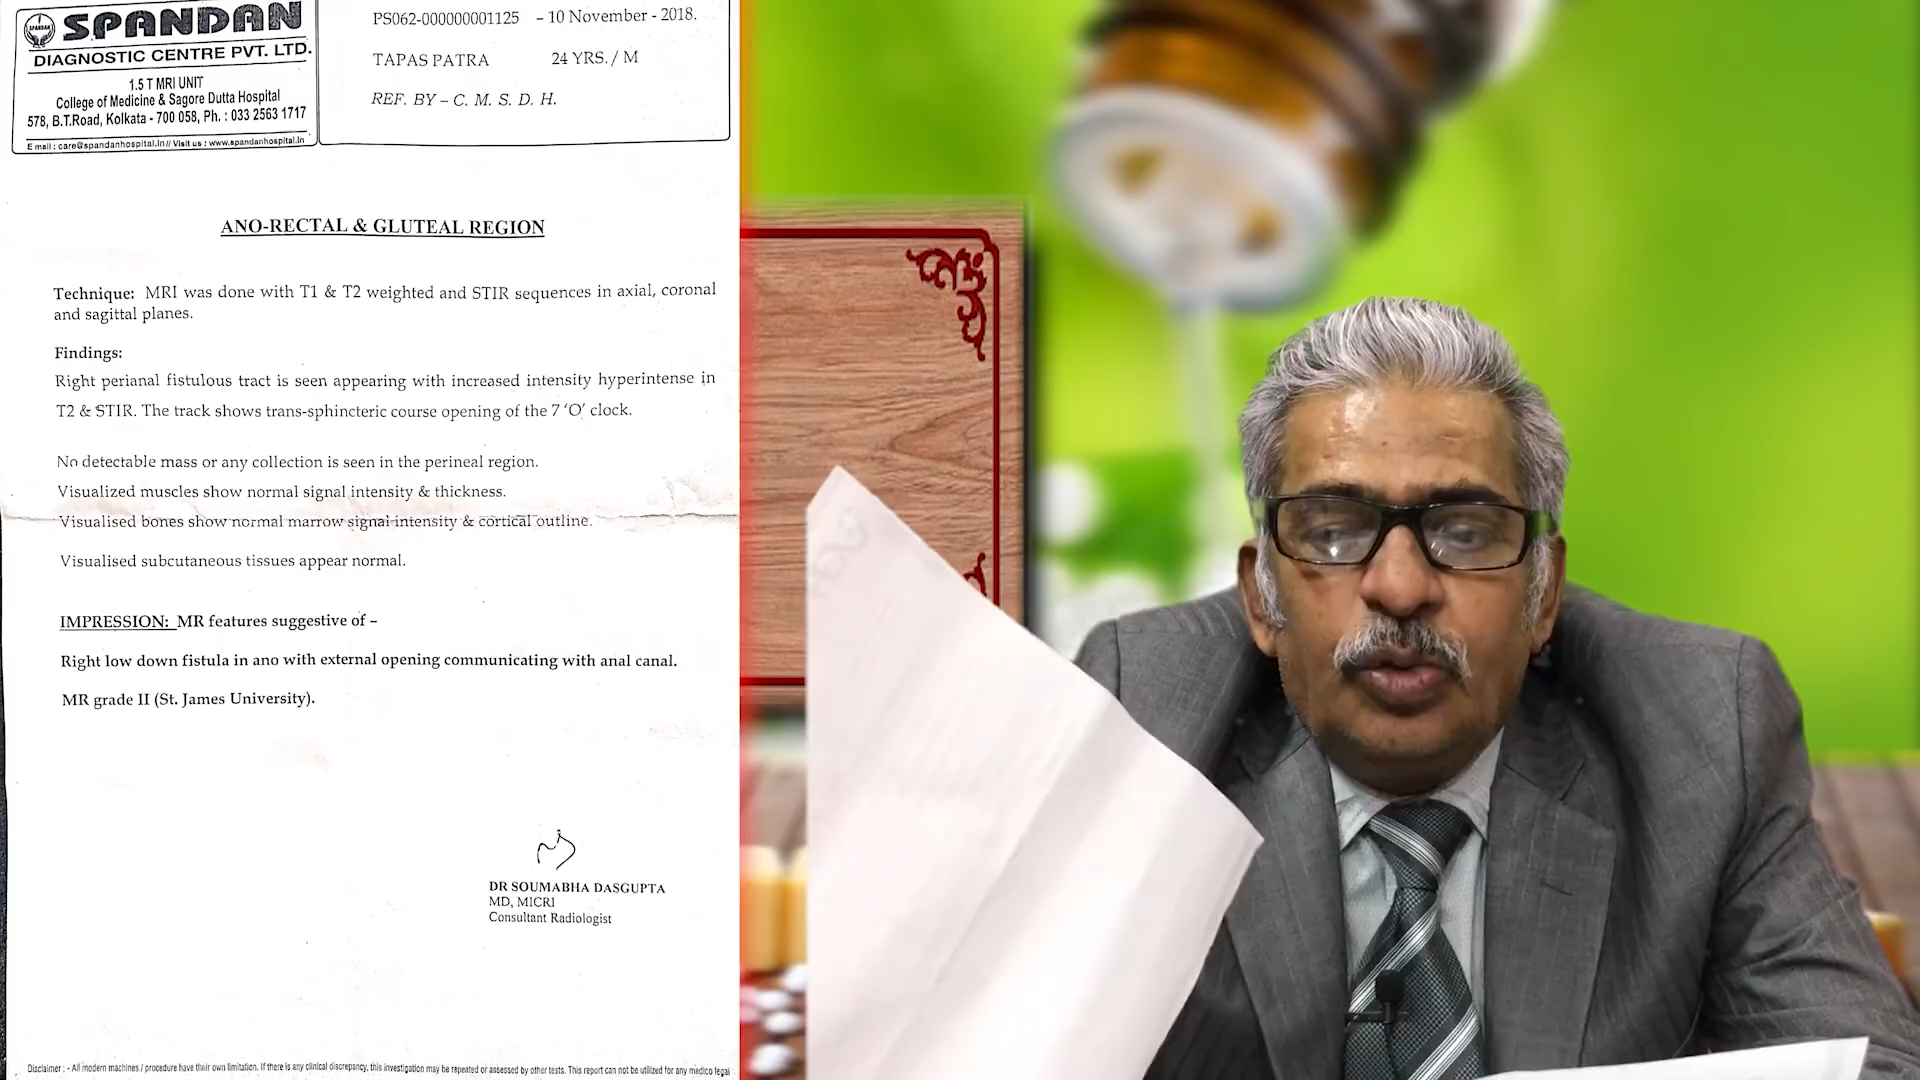 SPANDAN
DIAGNOSTIC CENTRE PVT. LTD.
1.5 T MRI UNIT
College of Medicine & Sagore Dutta Hospital
578, B.T.Road, Kolkata - 700 058, Ph. : 033 2563 1717
E mail : care@spandanhospital.in// Visit us : www.spandanhospital.in
PS062-000000001125 – 10 November - 2018.
TAPAS PATRA 24 YRS. / M
REF. BY – C. M. S. D. H.
ANO-RECTAL & GLUTEAL REGION
Technique: MRI was done with T1 & T2 weighted and STIR sequences in axial, coronal
and sagittal planes.
Findings:
Right perianal fistulous tract is seen appearing with increased intensity hyperintense in
T2 & STIR. The track shows trans-sphincteric course opening of the 7 'O' clock.
No detectable mass or any collection is seen in the perineal region.
Visualized muscles show normal signal intensity & thickness.
Visualised bones show normal marrow signal intensity & cortical outline.
Visualised subcutaneous tissues appear normal.
IMPRESSION: MR features suggestive of –
Right low down fistula in ano with external opening communicating with anal canal.
MR grade II (St. James University).
DR SOUMABHA DASGUPTA
MD, MICRI
Consultant Radiologist
Disclaimer : - All modern machines / procedure have their own limitation. If there is any clinical discrepancy, this investigation may be repeated or assessed by other tests. This report can not be utilized for any medico legal